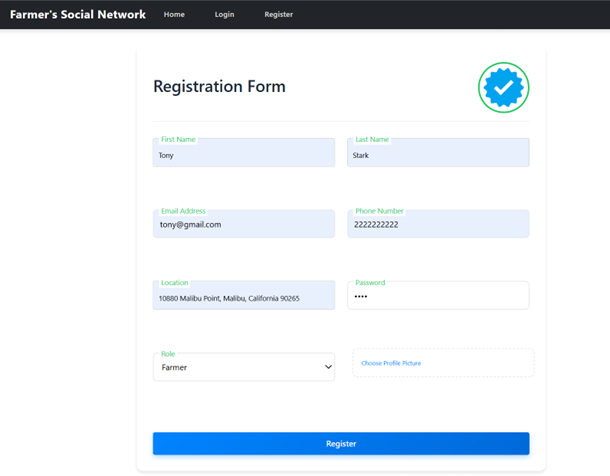 Farmer's Social Network Home Login Register
Registration Form
First Name Last Name
Tony Stark
Email Address Phone Number
tony@gmail.com 2222222222
Location Password
10880 Malibu Point, Malibu, California 90265 ••••
Role
Farmer Choose Profile Picture
Register